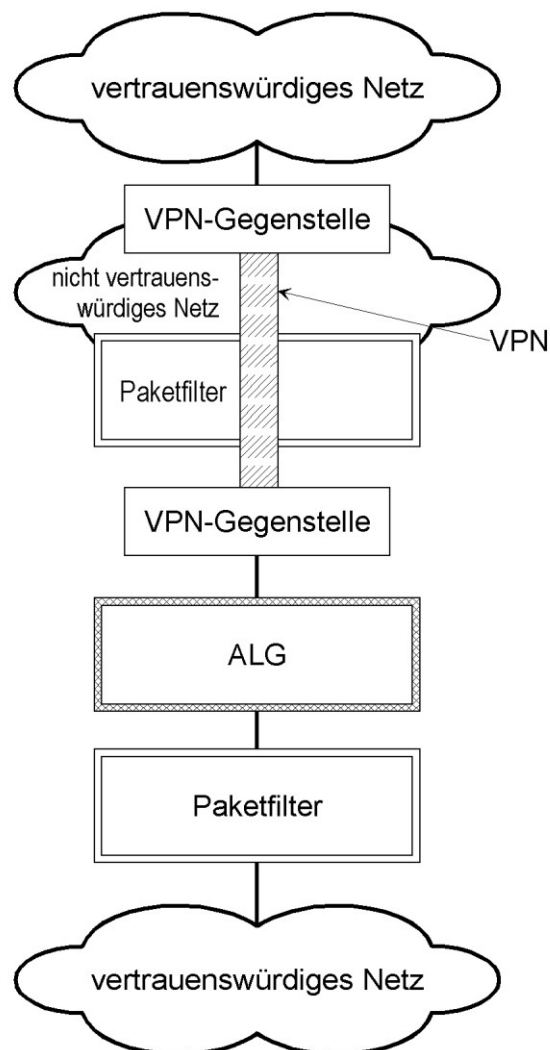 vertrauenswürdiges Netz
VPN-Gegenstelle
nicht vertrauens-
würdiges Netz
VPN
Paketfilter
VPN-Gegenstelle
ALG
Paketfilter
vertrauenswürdiges Netz